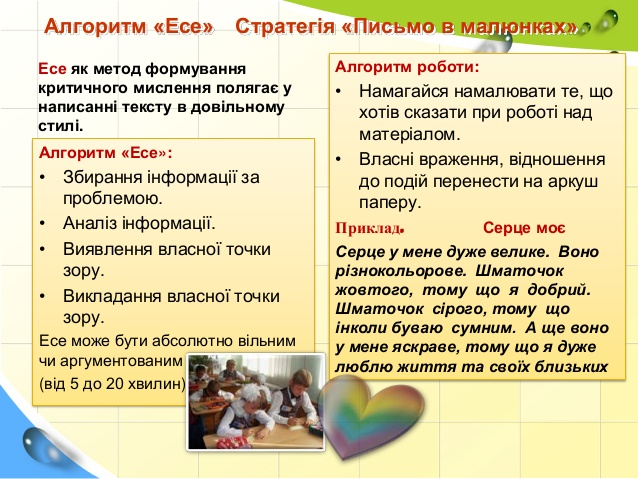 Алгоритм «Есе» Стратегія «Письмо в малюнках»
Есе як метод формування
критичного мислення полягає у
написанні тексту в довільному
стилі.
Алгоритм «Есе»:
• Збирання інформації за
проблемою.
• Аналіз інформації.
• Виявлення власної точки
зору.
• Викладання власної точки
зору.
Есе може бути абсолютно вільним
чи аргументованим
(від 5 до 20 хвилин)
Алгоритм роботи:
• Намагайся намалювати те, що
хотів сказати при роботі над
матеріалом.
• Власні враження, відношення
до подій перенести на аркуш
паперу.
Приклад. Серце моє
Серце у мене дуже велике. Воно
різнокольорове. Шматочок
жовтого, тому що я добрий.
Шматочок сірого, тому що
інколи буваю сумним. А ще воно
у мене яскраве, тому що я дуже
люблю життя та своїх близьких